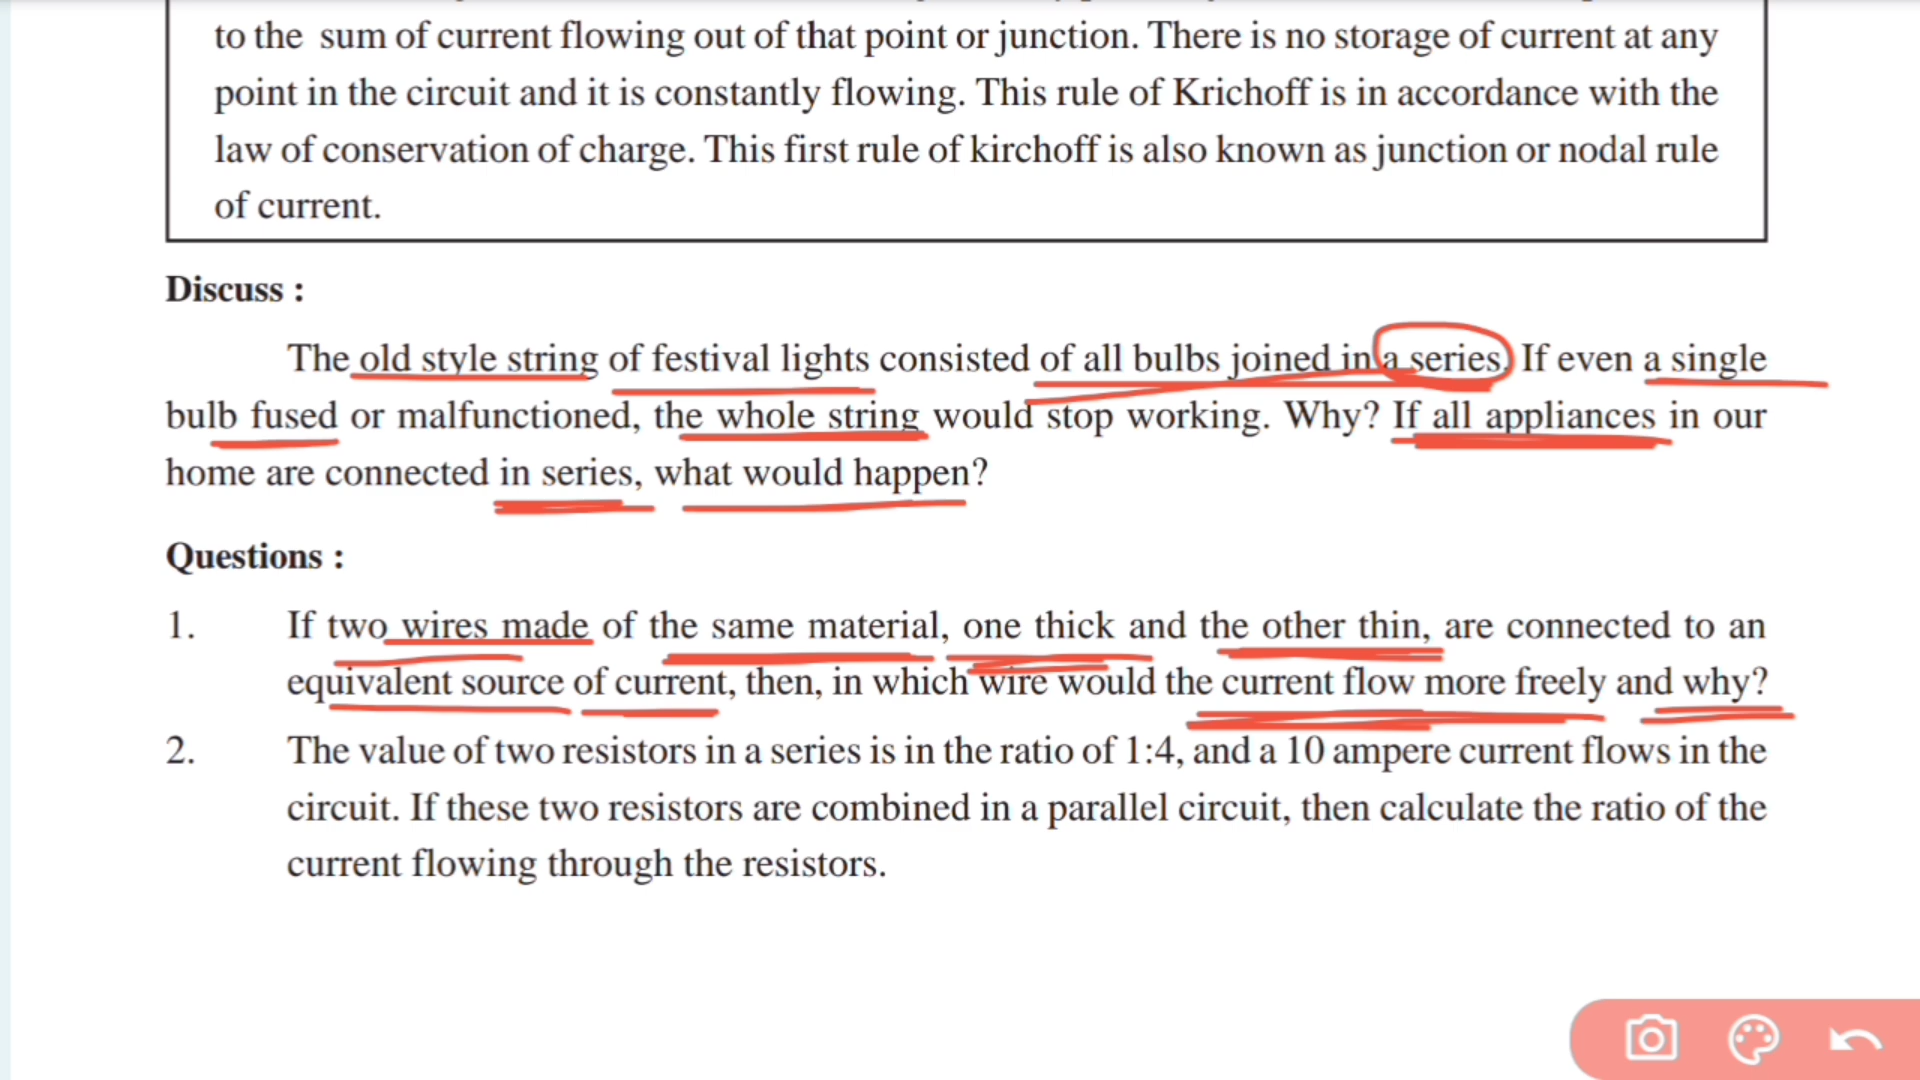 to the sum of current flowing out of that point or junction. There is no storage of current at any
point in the circuit and it is constantly flowing. This rule of Krichoff is in accordance with the
law of conservation of charge. This first rule of kirchoff is also known as junction or nodal rule
of current.
Discuss :
The old style string of festival lights consisted of all bulbs joined in a series. If even a single
bulb fused or malfunctioned, the whole string would stop working. Why? If all appliances in our
home are connected in series, what would happen?
Questions :
1. If two wires made of the same material, one thick and the other thin, are connected to an
equivalent source of current, then, in which wire would the current flow more freely and why?
2. The value of two resistors in a series is in the ratio of 1:4, and a 10 ampere current flows in the
circuit. If these two resistors are combined in a parallel circuit, then calculate the ratio of the
current flowing through the resistors.